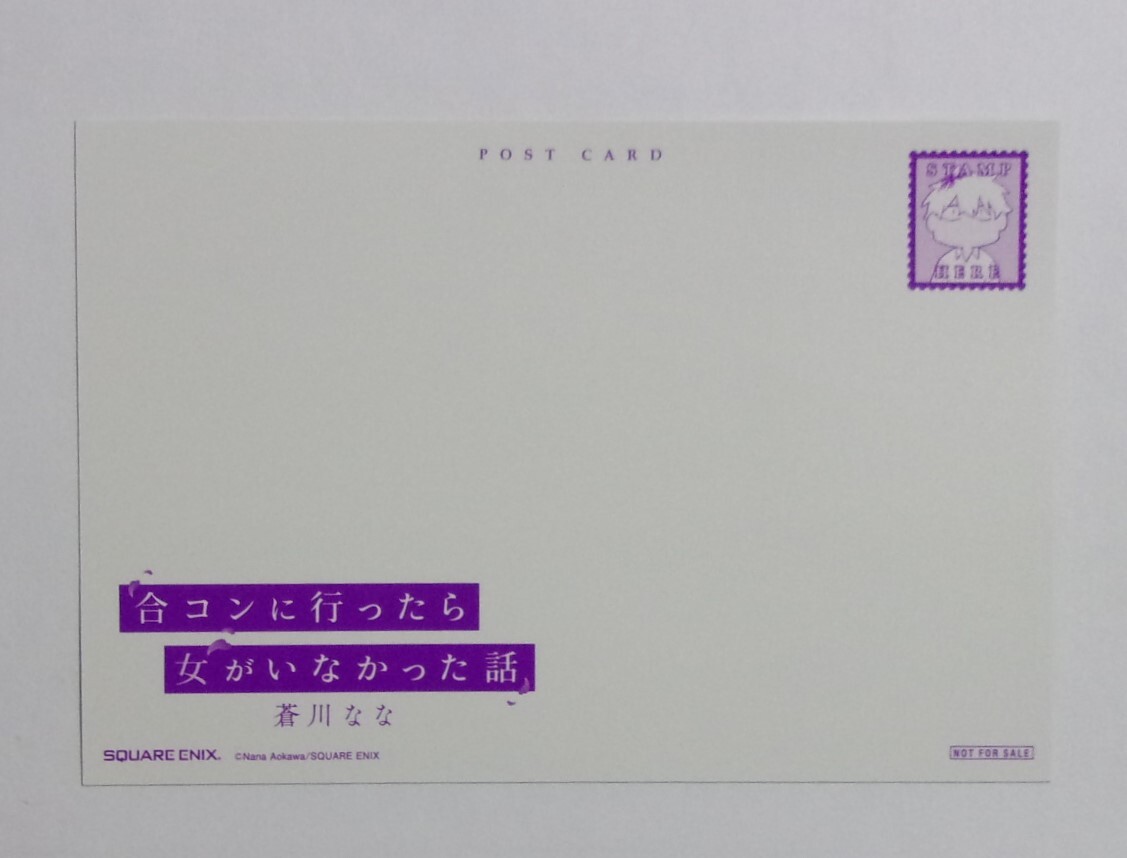 POST CARD
STAMP
HERE
合コンに行ったら
女がいなかった話
蒼川なな
SQUARE ENIX. ©Nana Aokawa/SQUARE ENIX
NOT FOR SALE